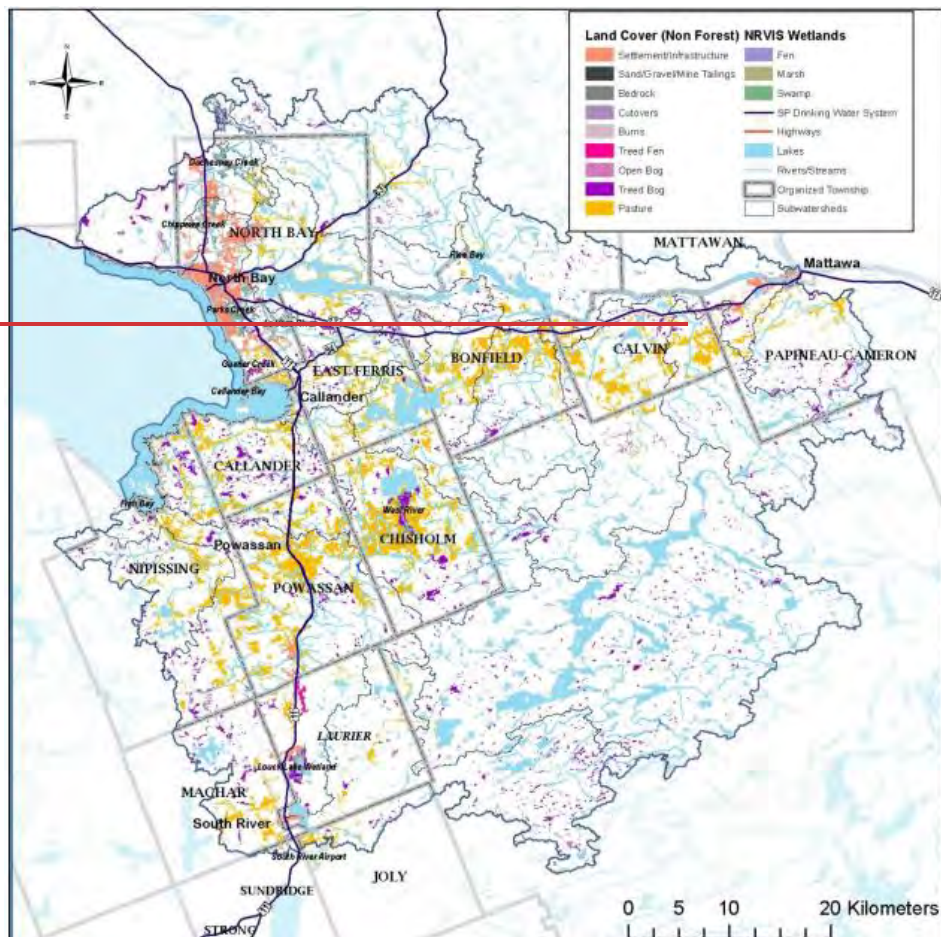 Land Cover (Non Forest) NRVIS Wetlands
Settlement/Infrastructure
Sand/Gravel/Mine Tailings
Bedrock
Cutovers
Burns
Treed Fen
Open Bog
Treed Bog
Pasture
Fen
Marsh
Swamp
SP Drinking Water System
Highways
Lakes
Rivers/Streams
Organized Township
Subwatersheds
N
Duchesnay Creek
Chippewa Creek
NORTH BAY
63
MATTAWAN
North Bay
Mattawa
Parks Creek
BONFIELD
CALVIN
PAPINEAU-CAMERON
EAST FERRIS
Callander Bay
Callander
CALLANDER
Fish Bay
CHISHOLM
Powassan
NIPISSING
POWASSAN
LAURIER
MACHAR
South River
South River Airport
JOLY
SUNDRIDGE
STRONG
0 5 10 20 Kilometers